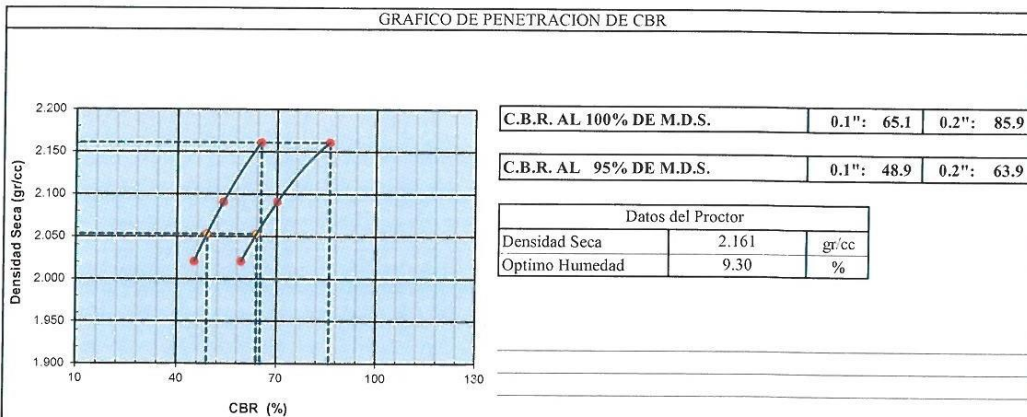 GRAFICO DE PENETRACION DE CBR
2.200
2.150
2.100
2.050
2.000
1.950
1.900
Densidad Seca (gr/cc)
10 40 70 100 130
CBR (%)
C.B.R. AL 100% DE M.D.S. 0.1": 65.1 0.2": 85.9
C.B.R. AL 95% DE M.D.S. 0.1": 48.9 0.2": 63.9
Datos del Proctor
Densidad Seca 2.161 gr/cc
Optimo Humedad 9.30 %